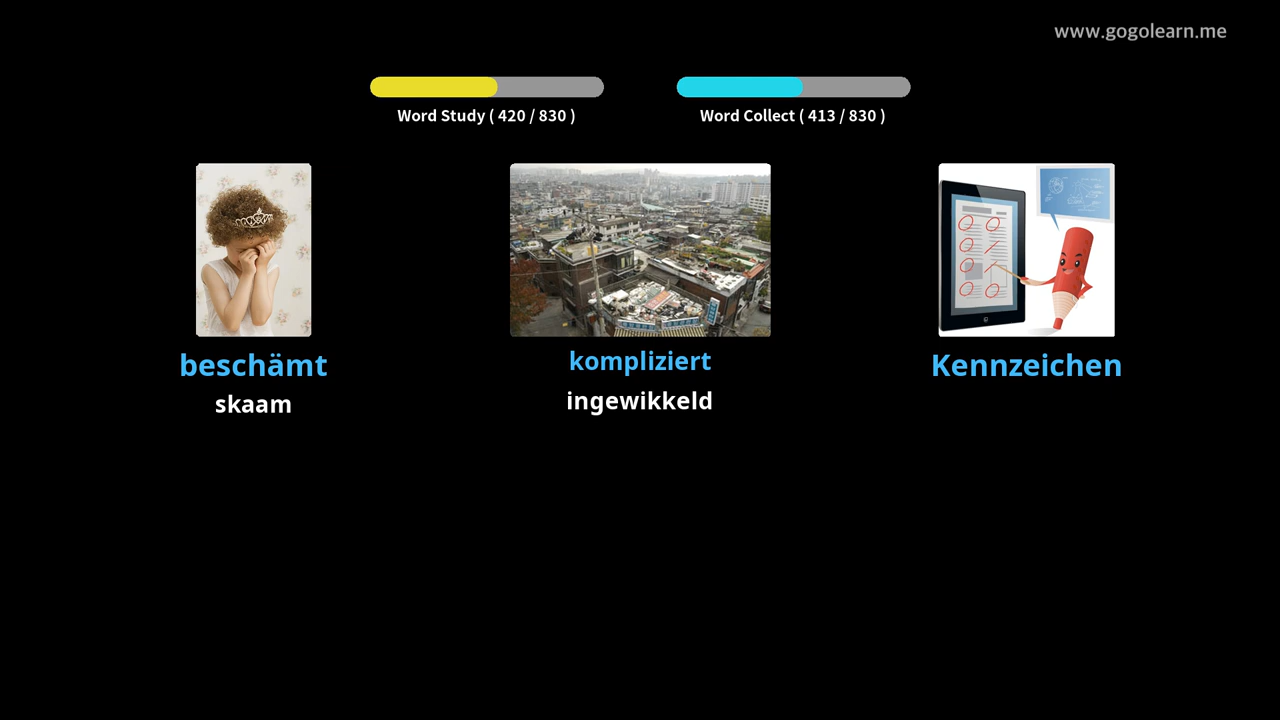 www.gogolearn.me
Word Study ( 420 / 830 )
Word Collect ( 413 / 830 )
beschämt
kompliziert
Kennzeichen
skaam
ingewikkeld